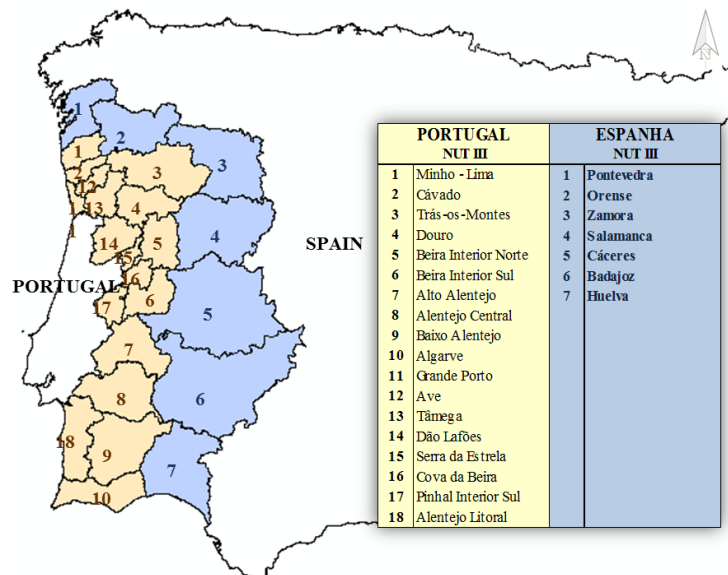 N
1
2
1
2
3
3
12
1
13
4
1
14
5
4
15
SPAIN
16
PORTUGAL
17
6
5
7
8
6
18
9
7
10
PORTUGAL ESPANHA
NUT III NUT III
1 Minho - Lima 1 Pontevedra
2 Cávado 2 Orense
3 Trás-os-Montes 3 Zamora
4 Douro 4 Salamanca
5 Beira Interior Norte 5 Cáceres
6 Beira Interior Sul 6 Badajoz
7 Alto Alentejo 7 Huelva
8 Alentejo Central
9 Baixo Alentejo
10 Algarve
11 Grande Porto
12 Ave
13 Tâmega
14 Dão Lafões
15 Serra da Estrela
16 Cova da Beira
17 Pinhal Interior Sul
18 Alentejo Litoral